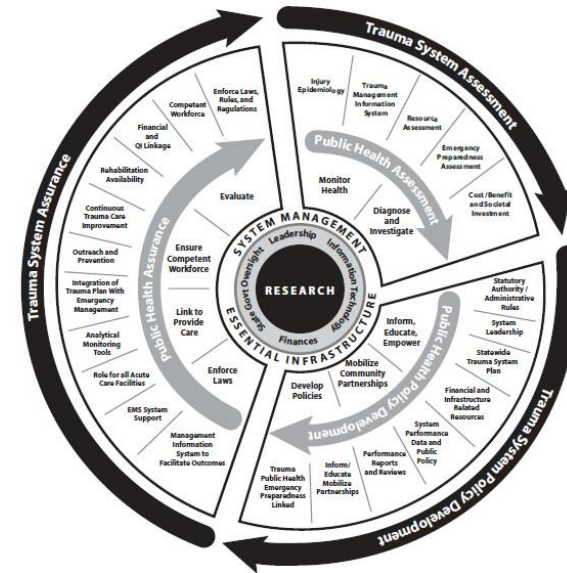 Trauma System Assessment
Injury
Epidemiology
Trauma
Management
Information
System
Resource
Assessment
Emergency
Preparedness
Assessment
Cost/Benefit
and Societal
Investment
Public Health Assessment
Monitor
Health
Diagnose
and
Investigate
Trauma System Policy Development
Statutory
Authority/
Administrative
Rules
System
Leadership
Statewide
Trauma System
Plan
Financial and
Infrastructure
Related
Resources
System
Performance
Data and
Public
Policy
Performance
Reports
and Reviews
Inform/
Educate
Mobilize
Partnerships
Trauma
Public Health
Emergency
Preparedness
Linked
Public Health Policy Development
Inform,
Educate,
Empower
Mobilize
Community
Partnerships
Develop
Policies
Trauma System Assurance
Management
Information
System to
Facilitate Outcomes
EMS System
Support
Role for all Acute
Care Facilities
Analytical
Monitoring
Tools
Integration of
Trauma Plan With
Emergency
Management
Outreach and
Prevention
Continuous
Trauma Care
Improvement
Rehabilitation
Availability
Financial
and
QI Linkage
Competent
Workforce
Enforce Laws,
Rules, and
Regulations
Public Health Assurance
Enforce
Laws
Link to
Provide
Care
Ensure
Competent
Workforce
Evaluate
SYSTEM MANAGEMENT
ESSENTIAL INFRASTRUCTURE
Leadership
Information Technology
Finances
State Govt Oversight
RESEARCH